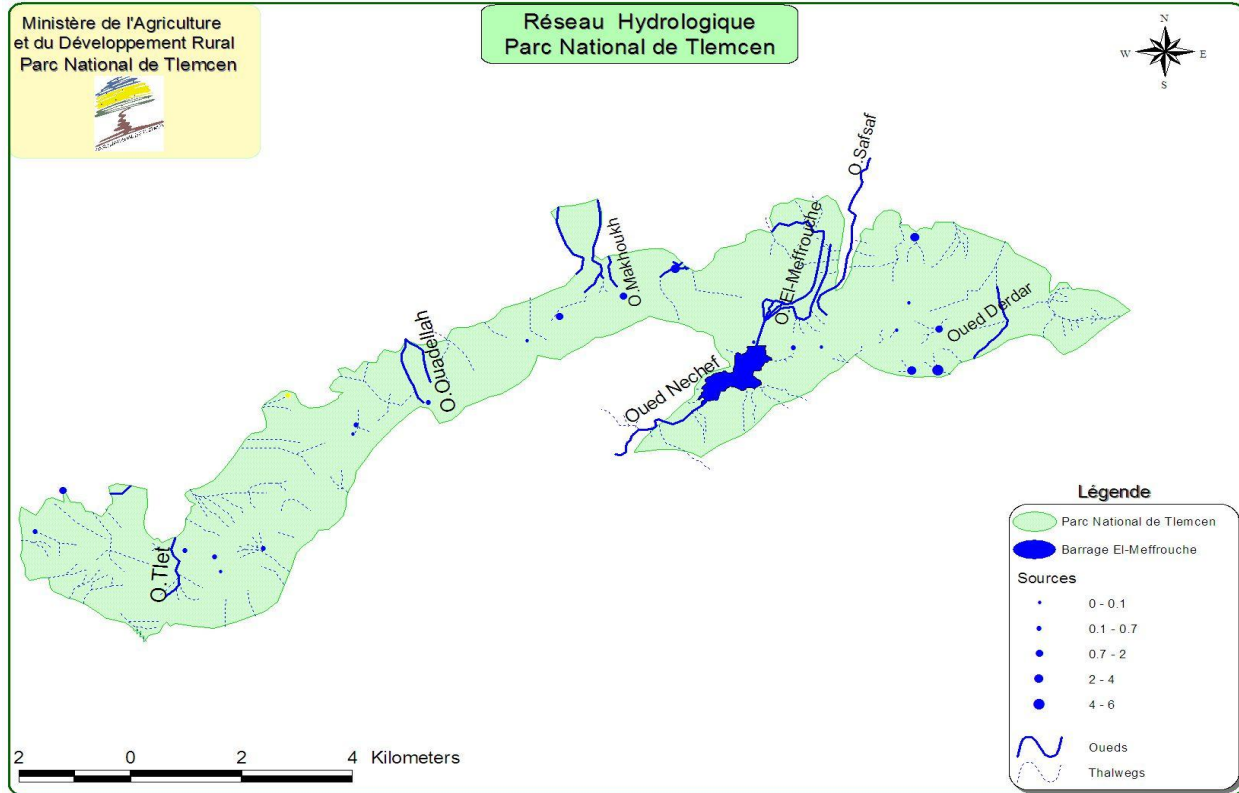 Ministère de l'Agriculture
et du Développement Rural
Parc National de Tlemcen
Réseau Hydrologique
Parc National de Tlemcen
N
W
E
S
O.Safsaf
O.Makhoukh
O. El-Meffrouche
O.Ouadellah
Oued Derdar
Oued Nechef
O.Tlet
Légende
Parc National de Tlemcen
Barrage El-Meffrouche
Sources
0 - 0.1
0.1 - 0.7
0.7 - 2
2 - 4
4 - 6
Oueds
Thalwegs
2 0 2 4 Kilometers